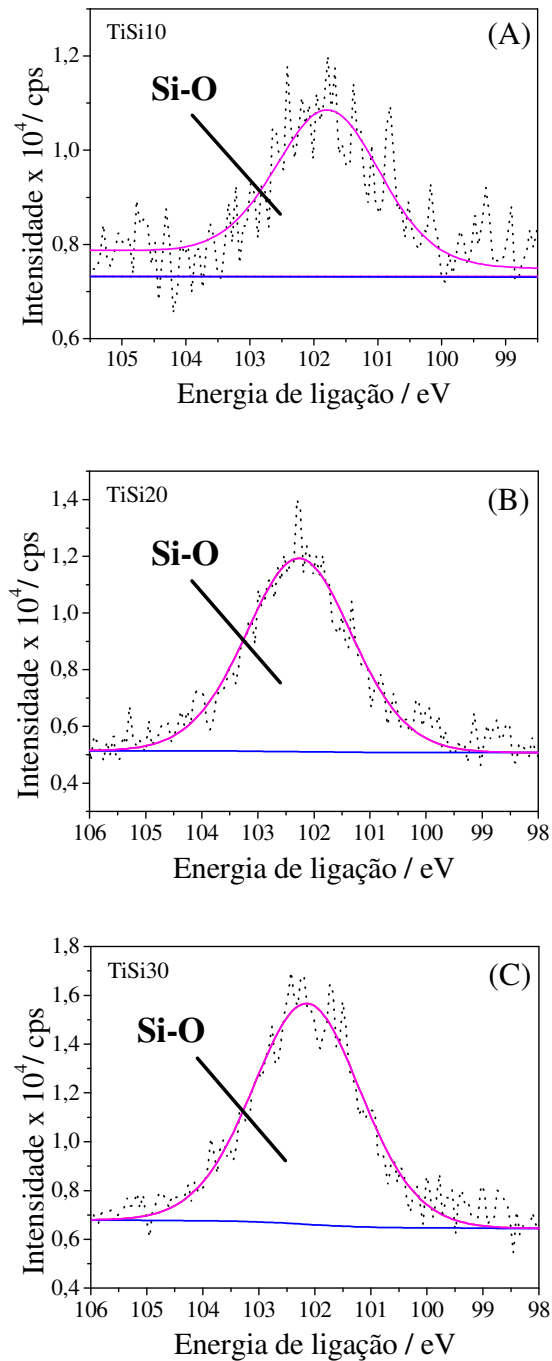 TiSi10
(A)
Si-O
1,2
1,0
0,8
0,6
Intensidade x 10⁴/ cps
105 104 103 102 101 100 99
Energia de ligação / eV
TiSi20
(B)
Si-O
1,4
1,2
1,0
0,8
0,6
0,4
Intensidade x 10⁴/ cps
106 105 104 103 102 101 100 99 98
Energia de ligação / eV
TiSi30
(C)
Si-O
1,8
1,6
1,4
1,2
1,0
0,8
0,6
0,4
Intensidade x 10⁴/ cps
106 105 104 103 102 101 100 99 98
Energia de ligação / eV